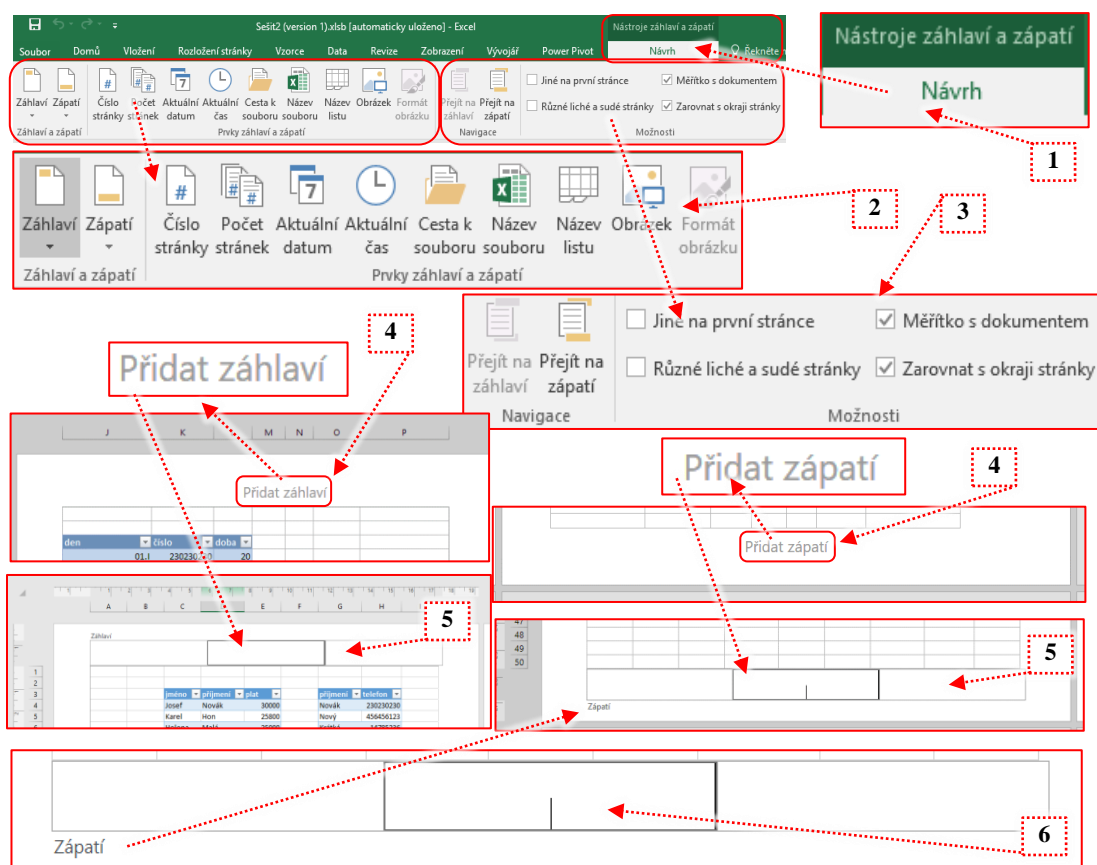 Sešit2 (version 1).xlsb [automaticky uloženo] - Excel
Nástroje záhlaví a zápatí
Soubor Domů Vložení Rozložení stránky Vzorce Data Revize Zobrazení Vývojář Power Pivot Návrh Řekněte
Záhlaví Zápatí Číslo stránky Počet stránek Aktuální datum Aktuální čas Cesta k souboru Název souboru Název listu Obrázek Formát obrázku Přejít na záhlaví Přejít na zápatí
Jiné na první stránce Měřítko s dokumentem
Různé liché a sudé stránky Zarovnat s okraji stránky
Záhlaví a zápatí Prvky záhlaví a zápatí Navigace Možnosti
Nástroje záhlaví a zápatí
Návrh
1
Záhlaví Zápatí Číslo Počet Aktuální Aktuální Cesta k Název Název Obrázek Formát
stránky stránek datum čas souboru souboru listu obrázku
Záhlaví a zápatí Prvky záhlaví a zápatí
2
3
Přejít na Přejít na
záhlaví zápatí
Jiné na první stránce Měřítko s dokumentem
Různé liché a sudé stránky Zarovnat s okraji stránky
Navigace Možnosti
4
Přidat záhlaví
J K M N O P
Přidat záhlaví
den číslo doba
20
Přidat zápatí
4
Přidat zápatí
A B C E F G H
Záhlaví
5
1
2
3 jméno příjmení plat příjmení telefon
4 Josef Novák 30000 Novák 230230230
5 Karel Hon 25800 Nový 456456123
47
48
49
50
5
Zápatí
Zápatí
6